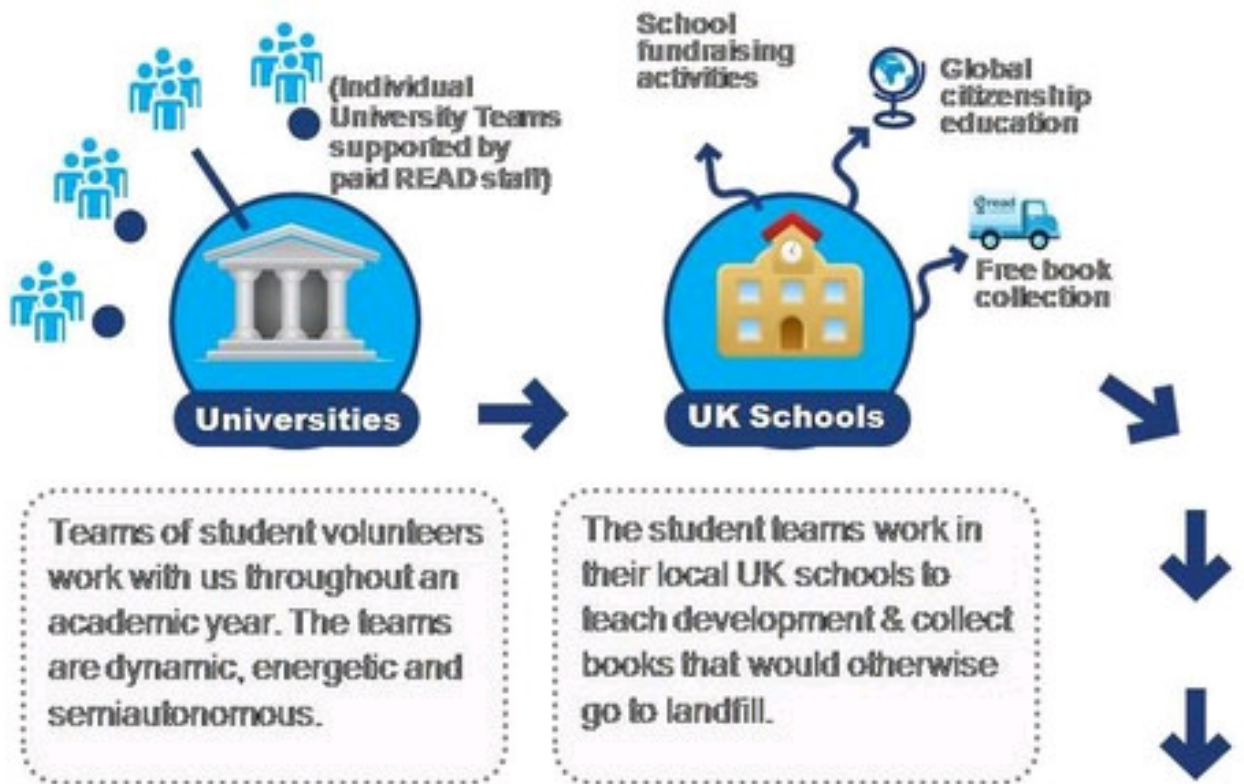 (Individual
University Teams
supported by
paid READ staff)
School
fundraising
activities
Global
citizenship
education
read
Free book
collection
Universities
UK Schools
Teams of student volunteers
work with us throughout an
academic year. The teams
are dynamic, energetic and
semiautonomous.
The student teams work in
their local UK schools to
teach development & collect
books that would otherwise
go to landfill.